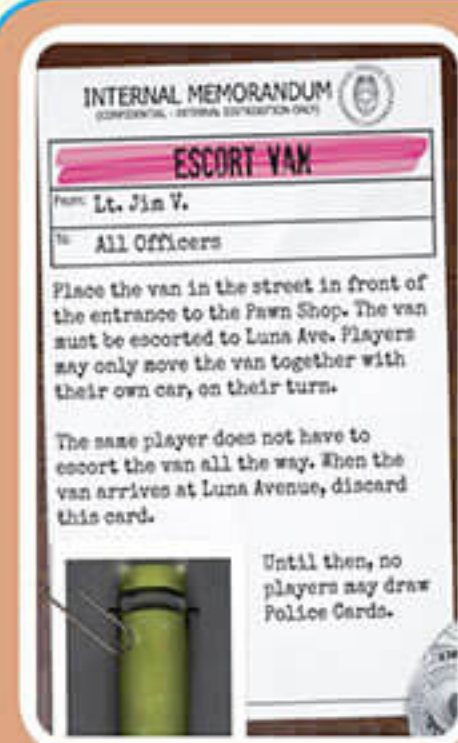 INTERNAL MEMORANDUM
(CONFIDENTIAL - INTERNAL DISTRIBUTION ONLY)
ESCORT VAN
From: Lt. Jim V.
To: All Officers
Place the van in the street in front of
the entrance to the Pawn Shop. The van
must be escorted to Luna Ave. Players
may only move the van together with
their own car, on their turn.
The same player does not have to
escort the van all the way. When the
van arrives at Luna Avenue, discard
this card.
Until then, no
players may draw
Police Cards.